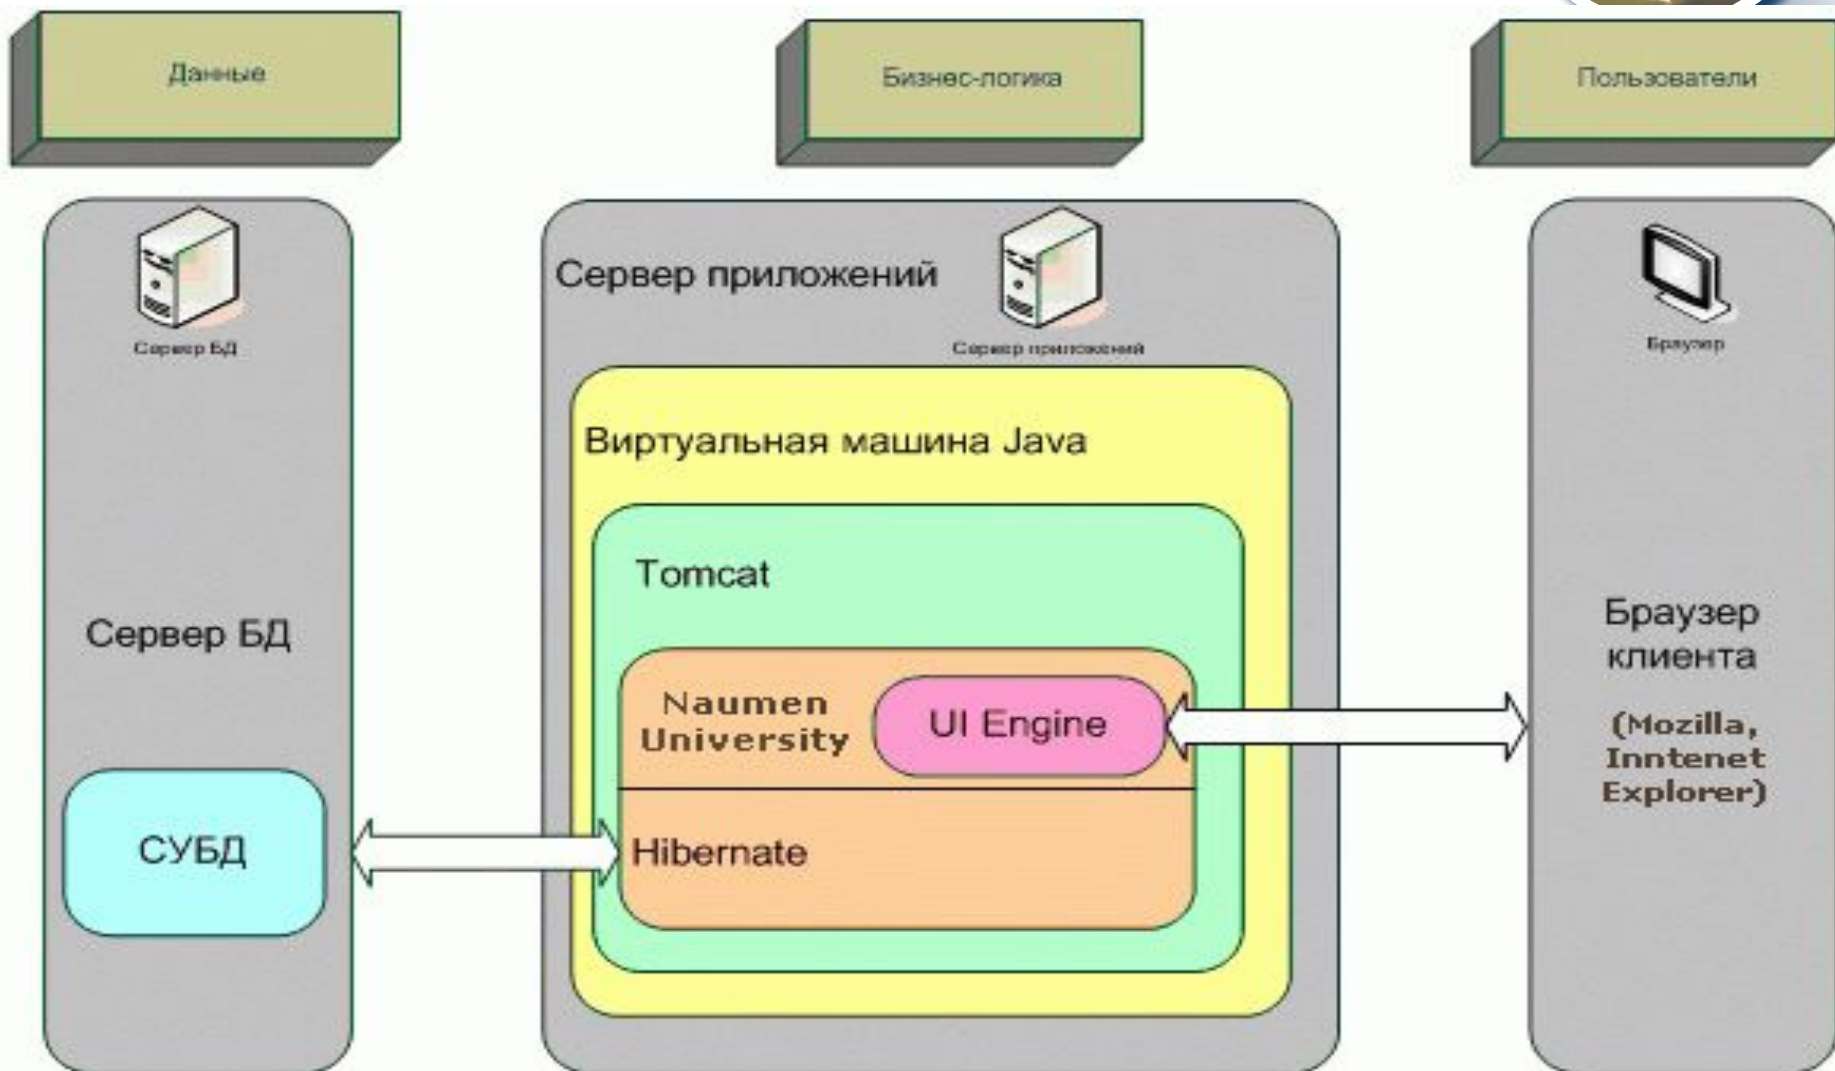 Данные
Бизнес-логика
Пользователи
Сервер БД
Сервер БД
СУБД
Сервер приложений
Сервер приложений
Виртуальная машина Java
Tomcat
Naumen
University
UI Engine
Hibernate
Браузер
Браузер
клиента
(Mozilla,
Inntenet
Explorer)